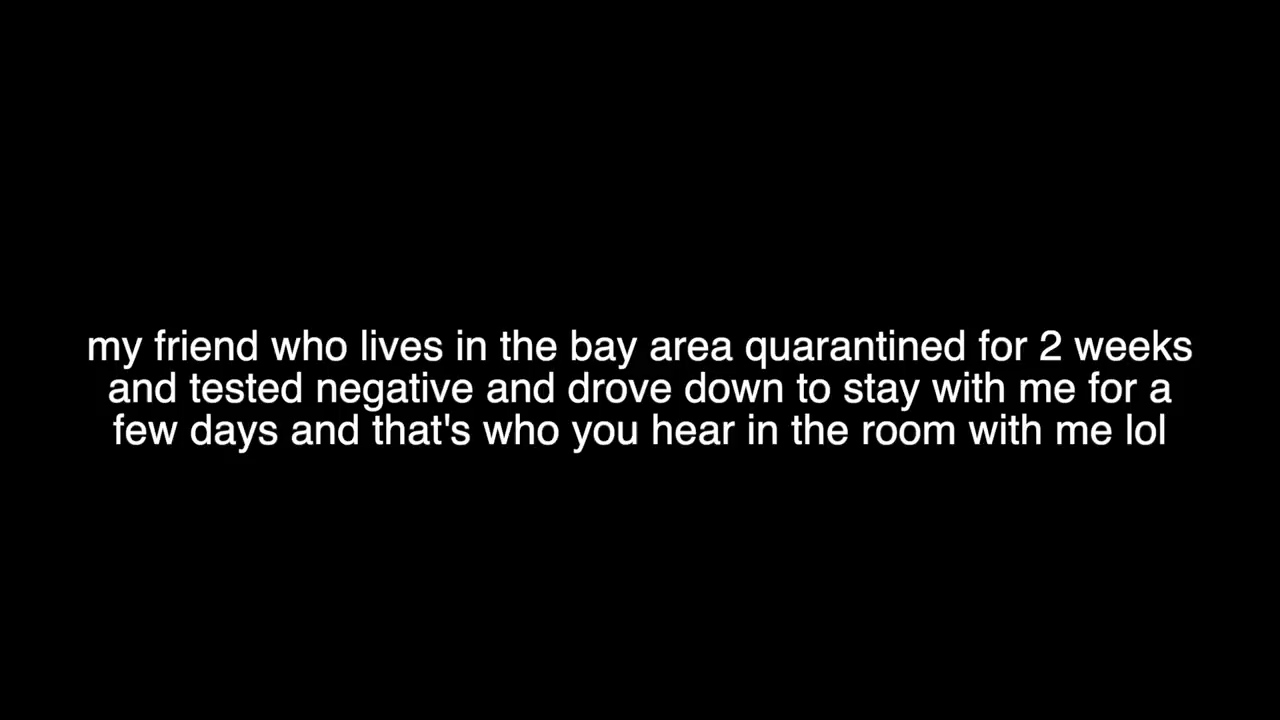 my friend who lives in the bay area quarantined for 2 weeks
and tested negative and drove down to stay with me for a
few days and that's who you hear in the room with me lol